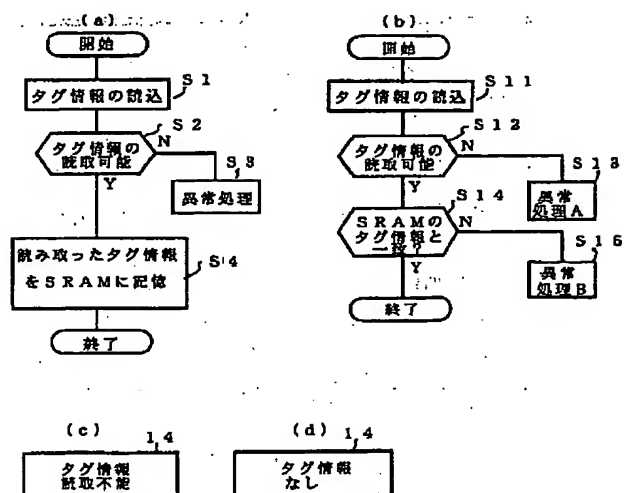 (a)
開始
タグ情報の読込
S1
タグ情報の
読取可能
S2
N
Y
S3
異常処理
読み取ったタグ情報
をSRAMに記憶
S4
終了
(b)
開始
タグ情報の読込
S11
タグ情報の
読取可能
S12
N
Y
S13
異常
処理A
S14
SRAMの
タグ情報と
一致?
N
Y
S15
異常
処理B
終了
(c)
14
タグ情報
読取不能
(d)
14
タグ情報
なし